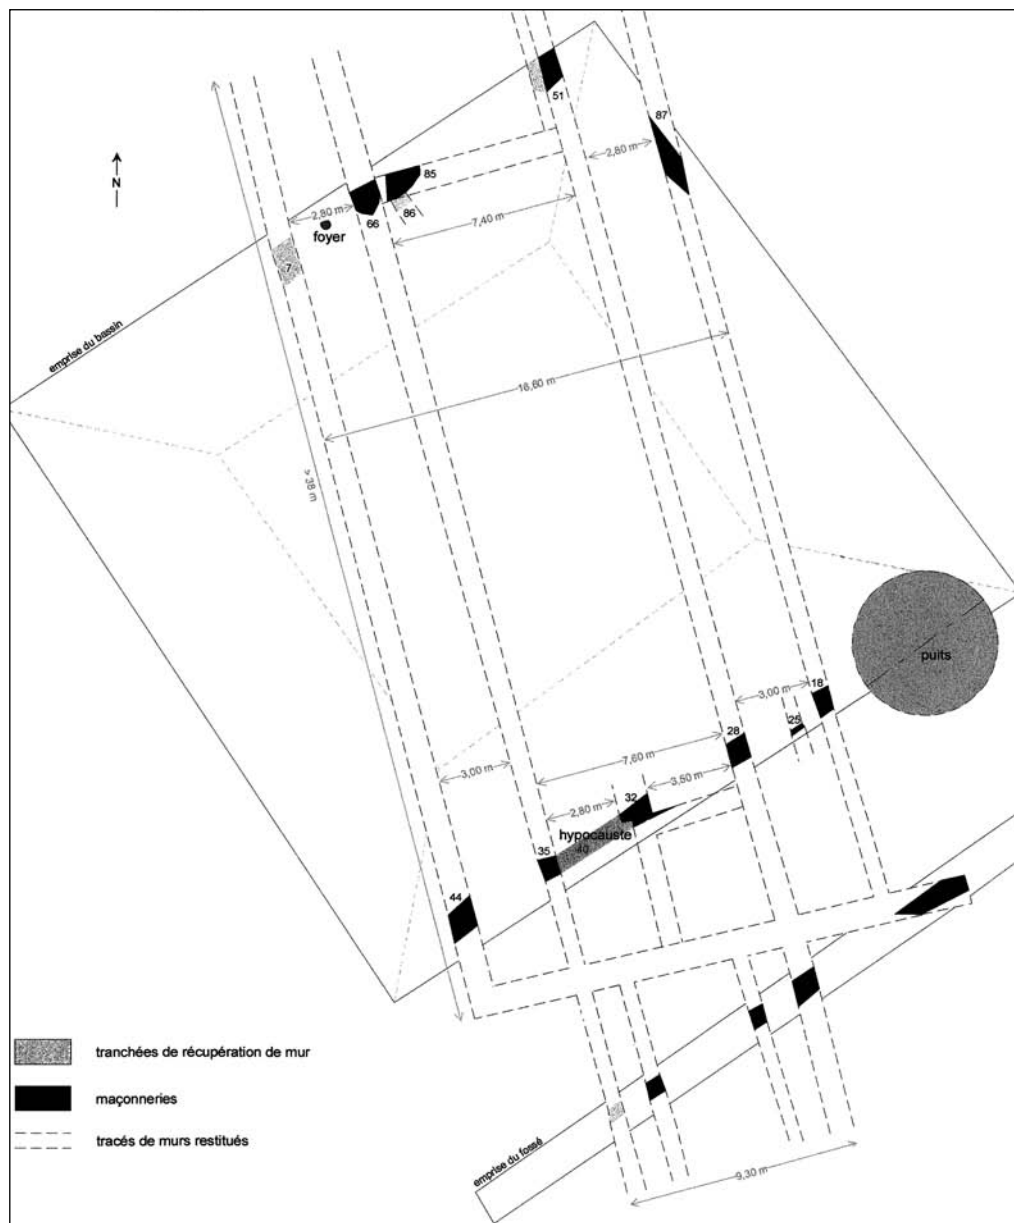 51
87
N
2,80 m
85
2,80 m
86
66
7,40 m
foyer
7
emprise du bassin
16,60 m
> 38 m
puits
18
3,00 m
25
28
7,60 m
3,00 m
3,50 m
2,80 m
32
hypocauste
40
35
44
tranchées de récupération de mur
maçonneries
tracés de murs restitués
emprise du fossé
9,30 m